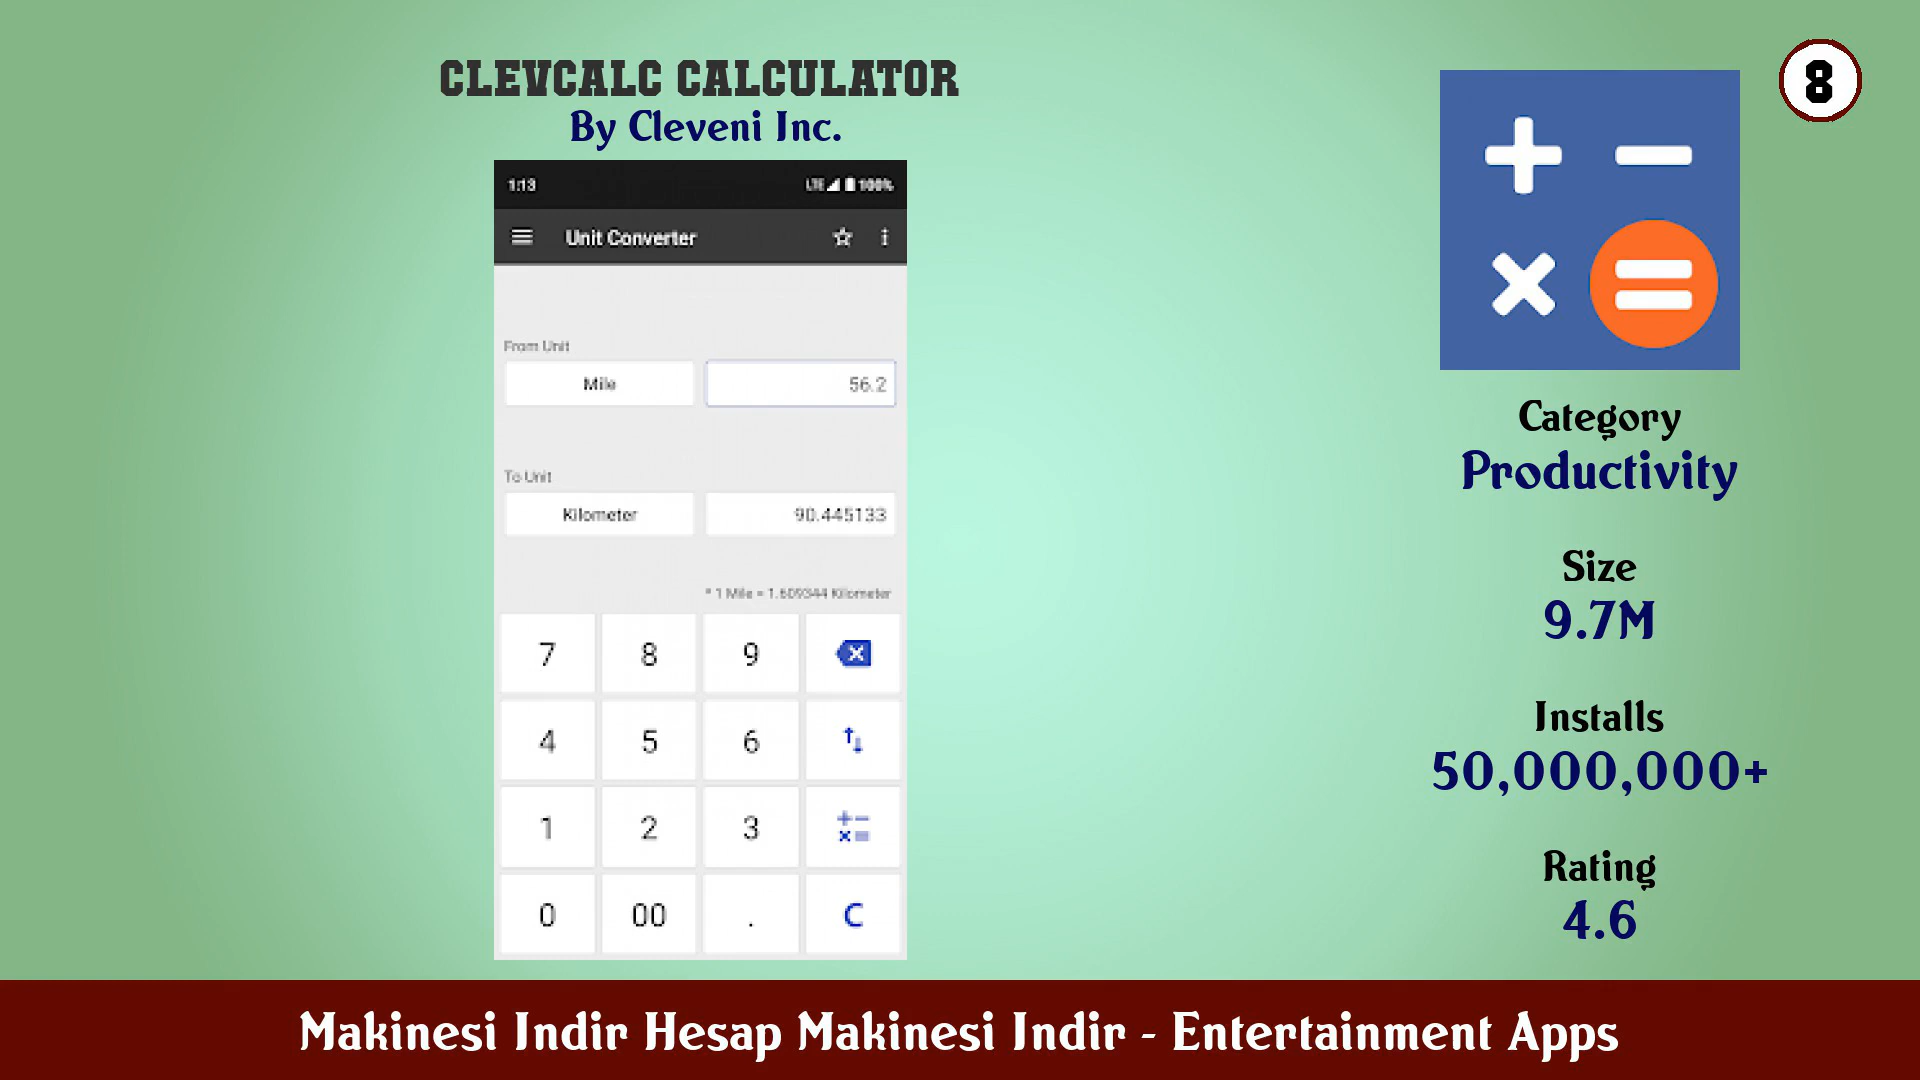 CLEVCALC CALCULATOR
By Cleveni Inc.
8
1:13 LTE 100%
Unit Converter
From Unit
Mile 56.2
To Unit
Kilometer 90.445133
* 1 Mile = 1.609344 Kilometer
7 8 9
4 5 6
1 2 3 + − × =
0 00 . C
+ −
× =
Category
Productivity
Size
9.7M
Installs
50,000,000+
Rating
4.6
Makinesi Indir Hesap Makinesi Indir - Entertainment Apps